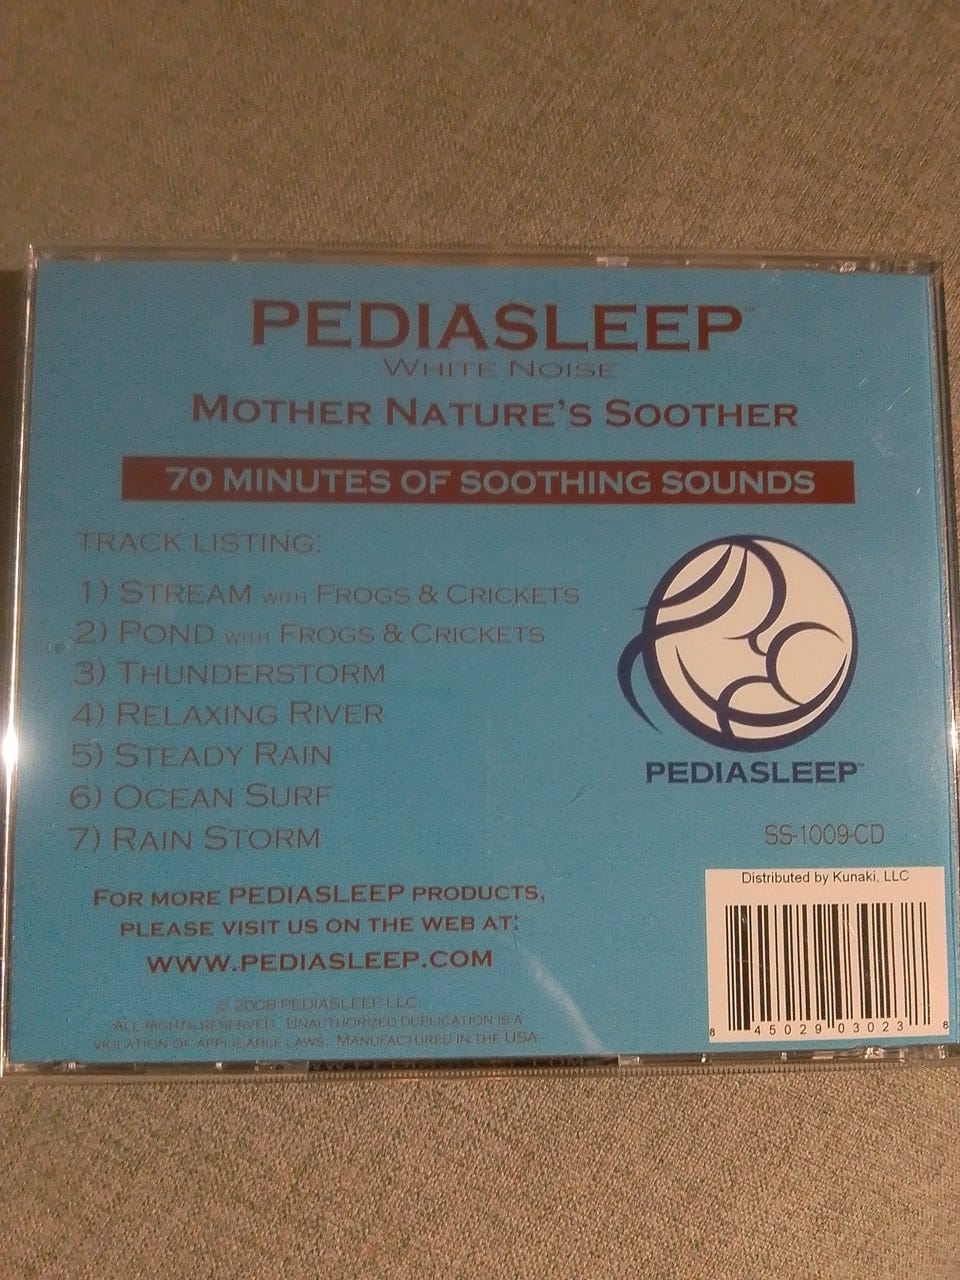 PEDIASLEEP™
WHITE NOISE
MOTHER NATURE'S SOOTHER
70 MINUTES OF SOOTHING SOUNDS
TRACK LISTING:
1) STREAM WITH FROGS & CRICKETS
2) POND WITH FROGS & CRICKETS
3) THUNDERSTORM
4) RELAXING RIVER
5) STEADY RAIN
6) OCEAN SURF
7) RAIN STORM
PEDIASLEEP™
SS-1009-CD
FOR MORE PEDIASLEEP PRODUCTS,
PLEASE VISIT US ON THE WEB AT:
WWW.PEDIASLEEP.COM
© 2008 PEDIASLEEP LLC.
ALL RIGHTS RESERVED. UNAUTHORIZED DUPLICATION IS A
VIOLATION OF APPLICABLE LAWS. MANUFACTURED IN THE USA
Distributed by Kunaki, LLC
8 45029 03023 8